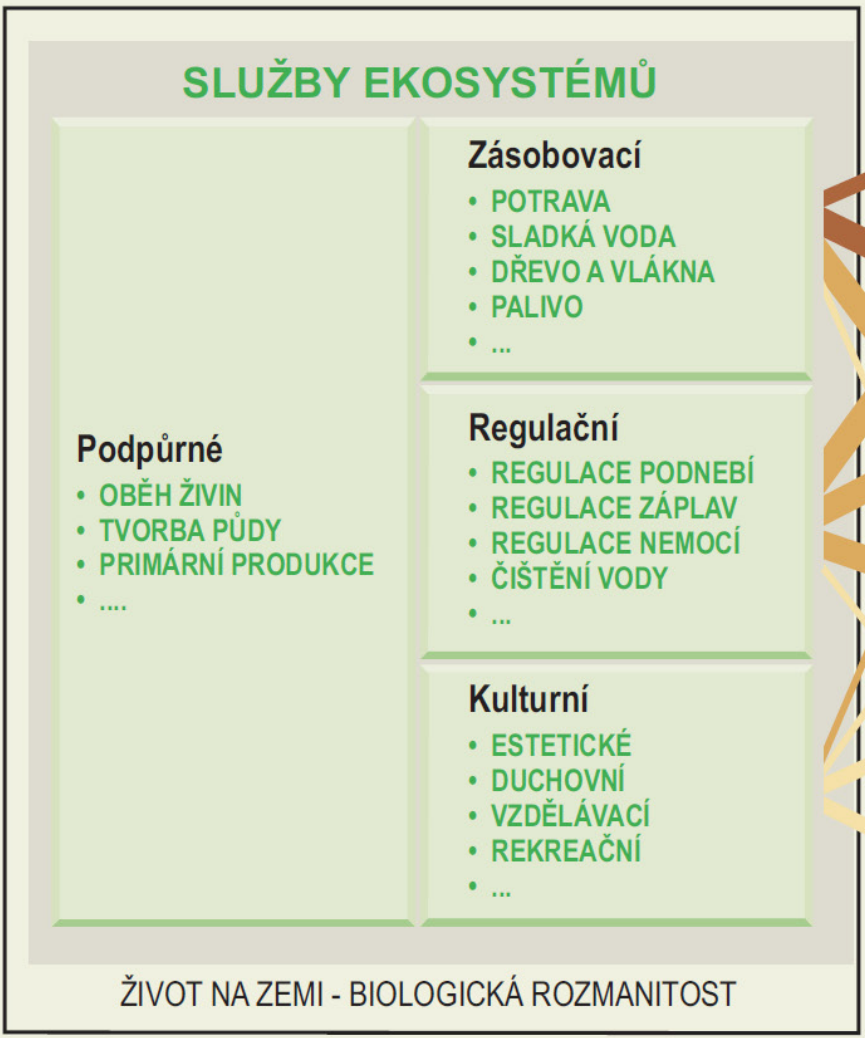 SLUŽBY EKOSYSTÉMŮ
Podpůrné
• OBĚH ŽIVIN
• TVORBA PŮDY
• PRIMÁRNÍ PRODUKCE
• ....
Zásobovací
• POTRAVA
• SLADKÁ VODA
• DŘEVO A VLÁKNA
• PALIVO
• ...
Regulační
• REGULACE PODNEBÍ
• REGULACE ZÁPLAV
• REGULACE NEMOCÍ
• ČIŠTĚNÍ VODY
• ...
Kulturní
• ESTETICKÉ
• DUCHOVNÍ
• VZDĚLÁVACÍ
• REKREAČNÍ
• ...
ŽIVOT NA ZEMI - BIOLOGICKÁ ROZMANITOST